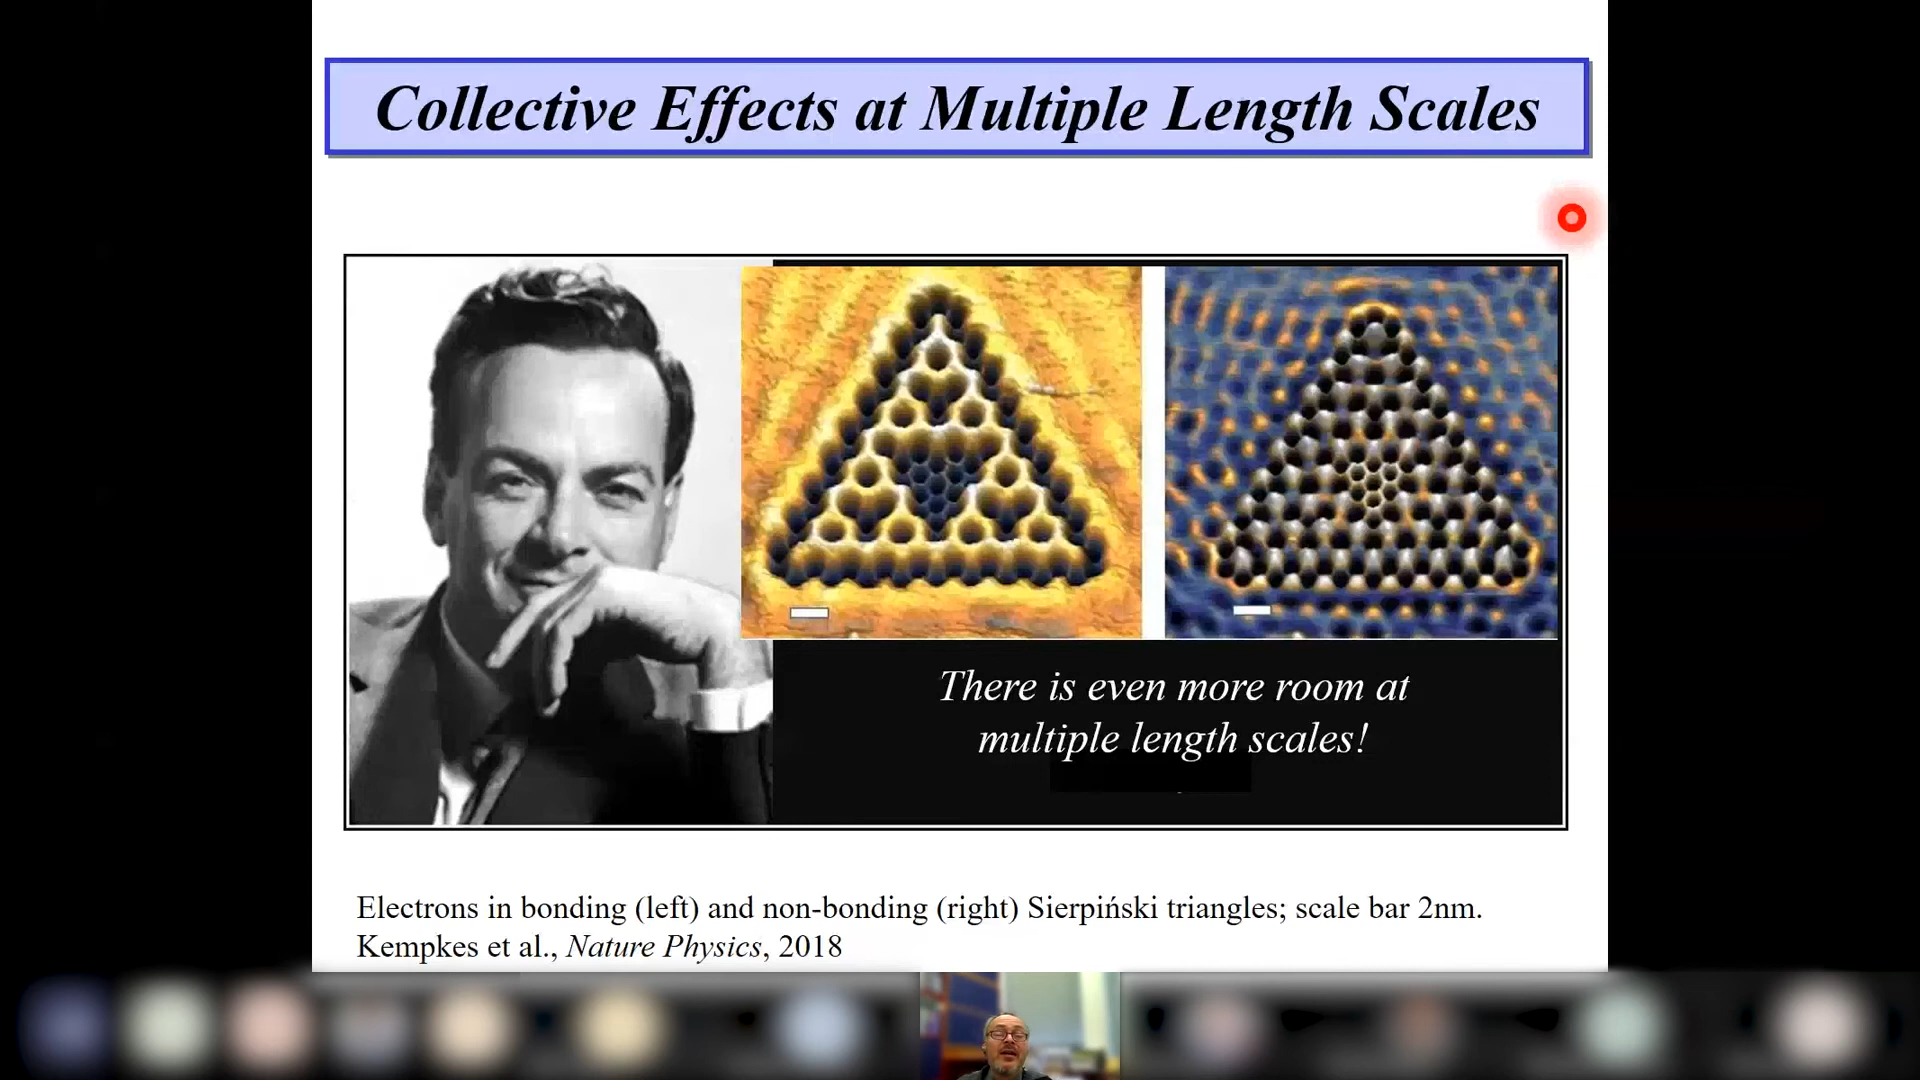 Collective Effects at Multiple Length Scales
There is even more room at
multiple length scales!
Electrons in bonding (left) and non-bonding (right) Sierpiński triangles; scale bar 2nm.
Kempkes et al., Nature Physics, 2018